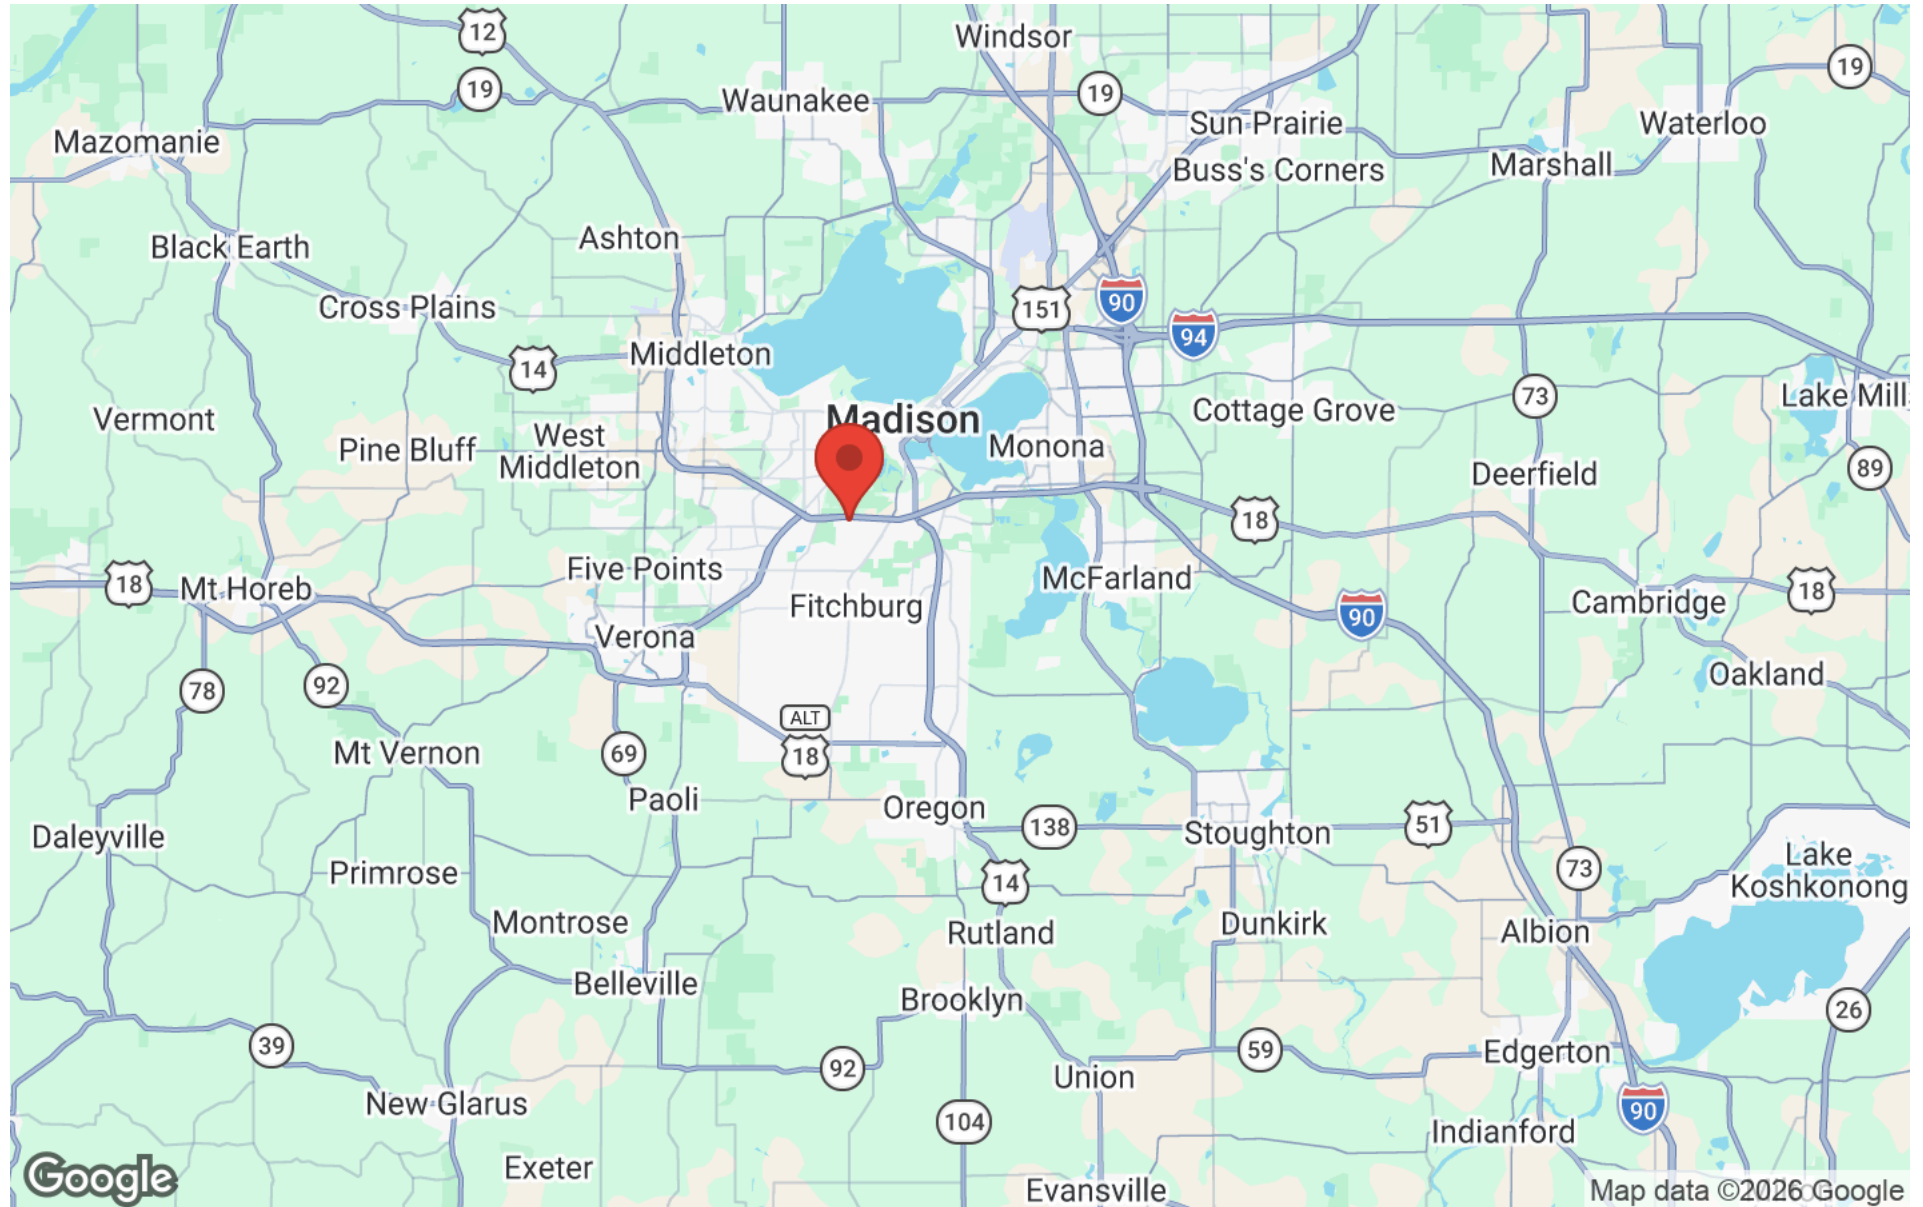 Windsor
12
19
19
19
Waunakee
Sun Prairie
Waterloo
Mazomanie
Buss's Corners
Marshall
Ashton
Black Earth
Cross Plains
151
90
94
Middleton
14
73
Lake Mill
Cottage Grove
Vermont
Madison
West
Middleton
Pine Bluff
Monona
89
Deerfield
18
Five Points
18
Mt Horeb
McFarland
18
Cambridge
Fitchburg
90
Verona
Oakland
78
92
ALT
18
69
Mt Vernon
Paoli
Oregon
138
51
Stoughton
Daleyville
Lake
Koshkonong
Primrose
14
73
Montrose
Rutland
Dunkirk
Albion
Belleville
Brooklyn
26
39
59
Edgerton
92
Union
New Glarus
104
90
Indianford
Exeter
Evansville
Google
Map data ©2026 Google